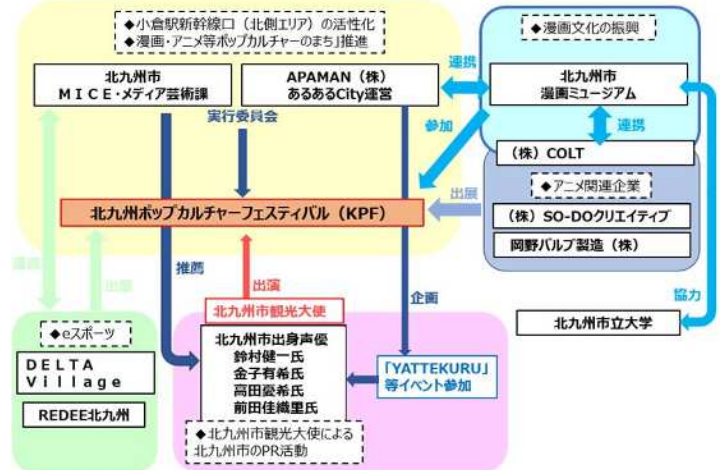 ◆小倉駅新幹線口（北側エリア）の活性化
◆漫画・アニメ等ポップカルチャーのまち」推進
◆漫画文化の振興
北九州市
ＭＩＣＥ・メディア芸術課
APAMAN（株）
あるあるCity運営
連携
北九州市
漫画ミュージアム
実行委員会
参加
連携
（株）COLT
◆アニメ関連企業
出展
（株）SO-DOクリエイティブ
岡野バルブ製造（株）
北九州ポップカルチャーフェスティバル（KPF）
推薦
出演
企画
協力
北九州市観光大使
北九州市立大学
◆eスポーツ
ＤＥＬＴＡ
Ｖｉｌｌａｇｅ
REDEE北九州
北九州市出身声優
鈴村健一氏
金子有希氏
高田憂希氏
前田佳織里氏
「YATTEKURU」
等イベント参加
◆北九州市観光大使による
北九州市のPR活動